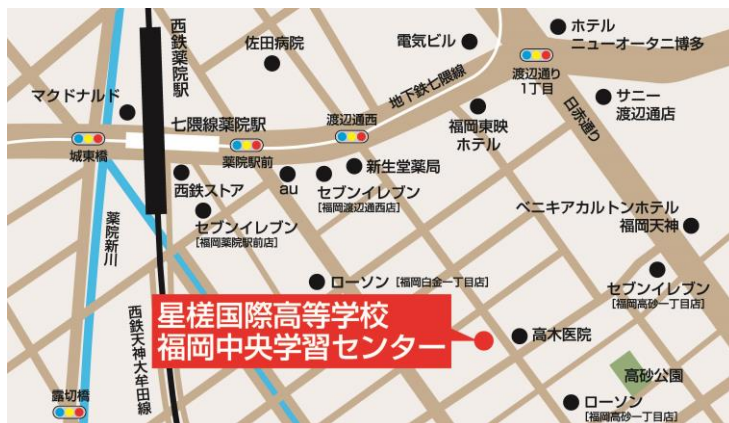 西鉄薬院駅
佐田病院
電気ビル
ホテル
ニューオータニ博多
渡辺通り
1丁目
地下鉄七隈線
日赤通り
サニー
渡辺通店
マクドナルド
七隈線薬院駅
渡辺通西
福岡東映
ホテル
城東橋
薬院駅前
新生堂薬局
西鉄ストア
au
セブンイレブン
[福岡渡辺通西店]
セブンイレブン
[福岡薬院駅前店]
薬院新川
ベニキアカルトンホテル
福岡天神
ローソン [福岡白金一丁目店]
セブンイレブン
[福岡高砂一丁目店]
星槎国際高等学校
福岡中央学習センター
高木医院
西鉄天神大牟田線
高砂公園
露切橋
ローソン
[福岡高砂一丁目店]